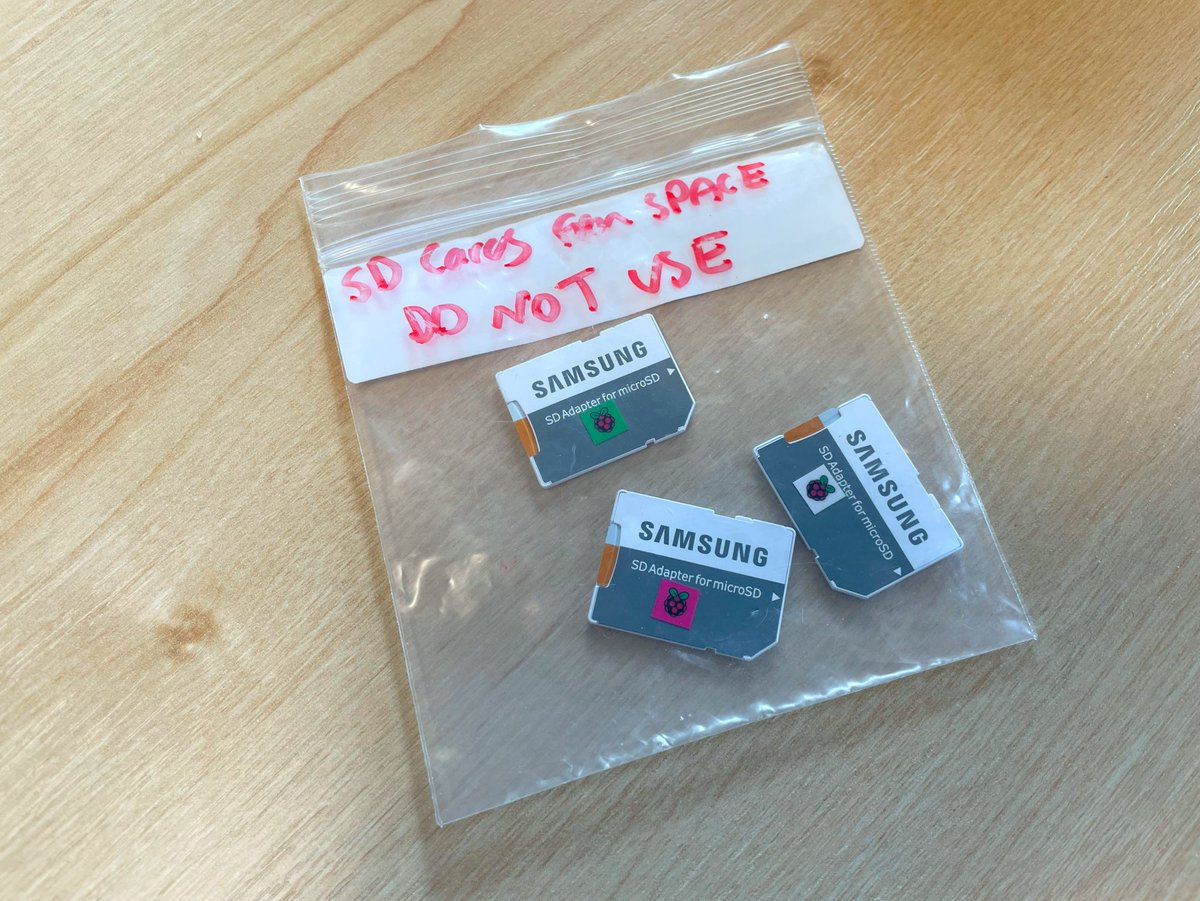 SD Cards from SPACE
DO NOT USE
SAMSUNG
SD Adapter for microSD
SAMSUNG
SD Adapter for microSD
SAMSUNG
SD Adapter for microSD